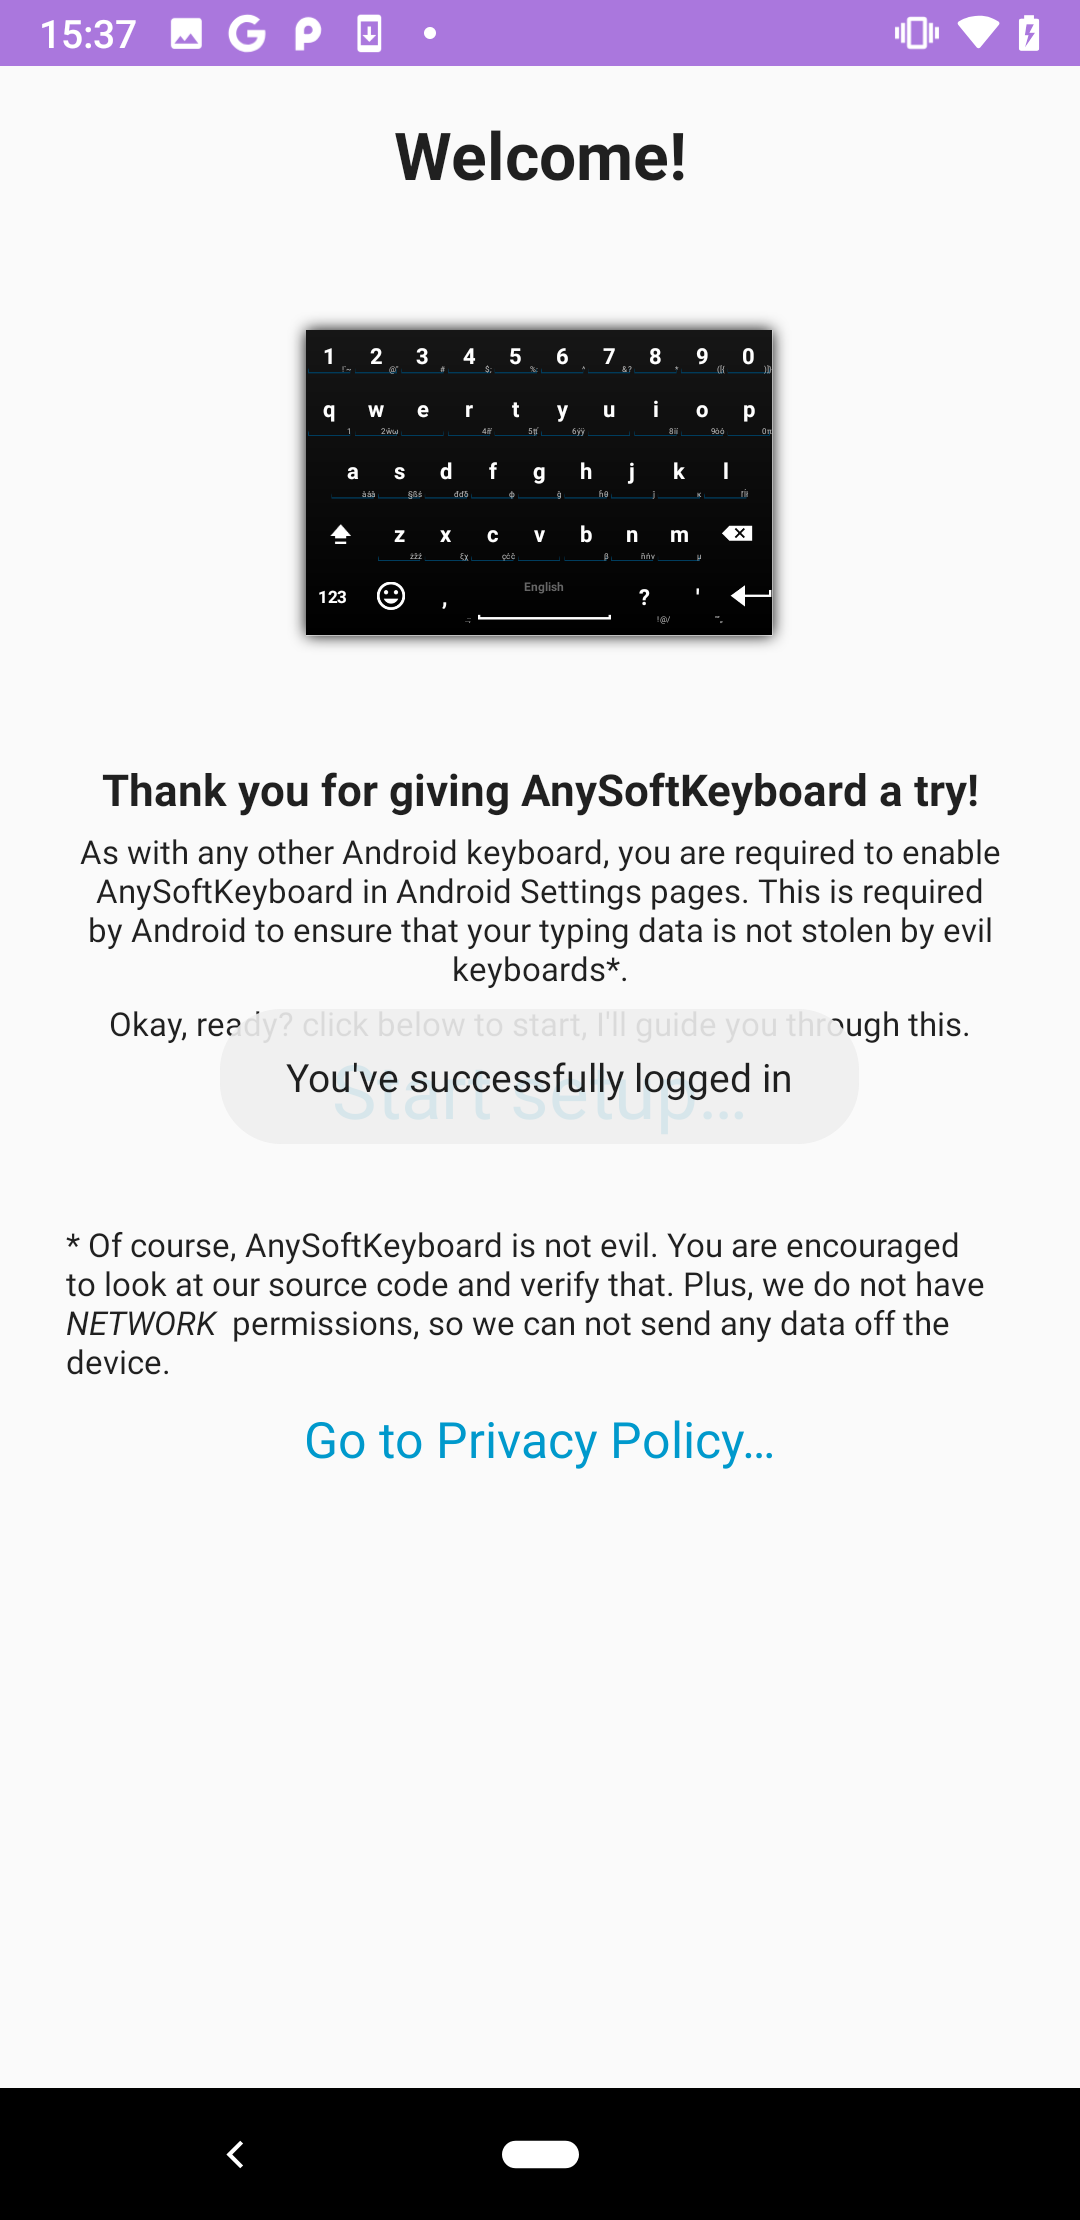 15:37
Welcome!
1 2 3 4 5 6 7 8 9 0
q w e r t y u i o p
a s d f g h j k l
z x c v b n m
English
123 , ? '
Thank you for giving AnySoftKeyboard a try!
As with any other Android keyboard, you are required to enable
AnySoftKeyboard in Android Settings pages. This is required
by Android to ensure that your typing data is not stolen by evil
keyboards*.
Okay, ready? click below to start, I'll guide you through this.
You've successfully logged in
Start setup...
* Of course, AnySoftKeyboard is not evil. You are encouraged
to look at our source code and verify that. Plus, we do not have
NETWORK permissions, so we can not send any data off the
device.
Go to Privacy Policy...